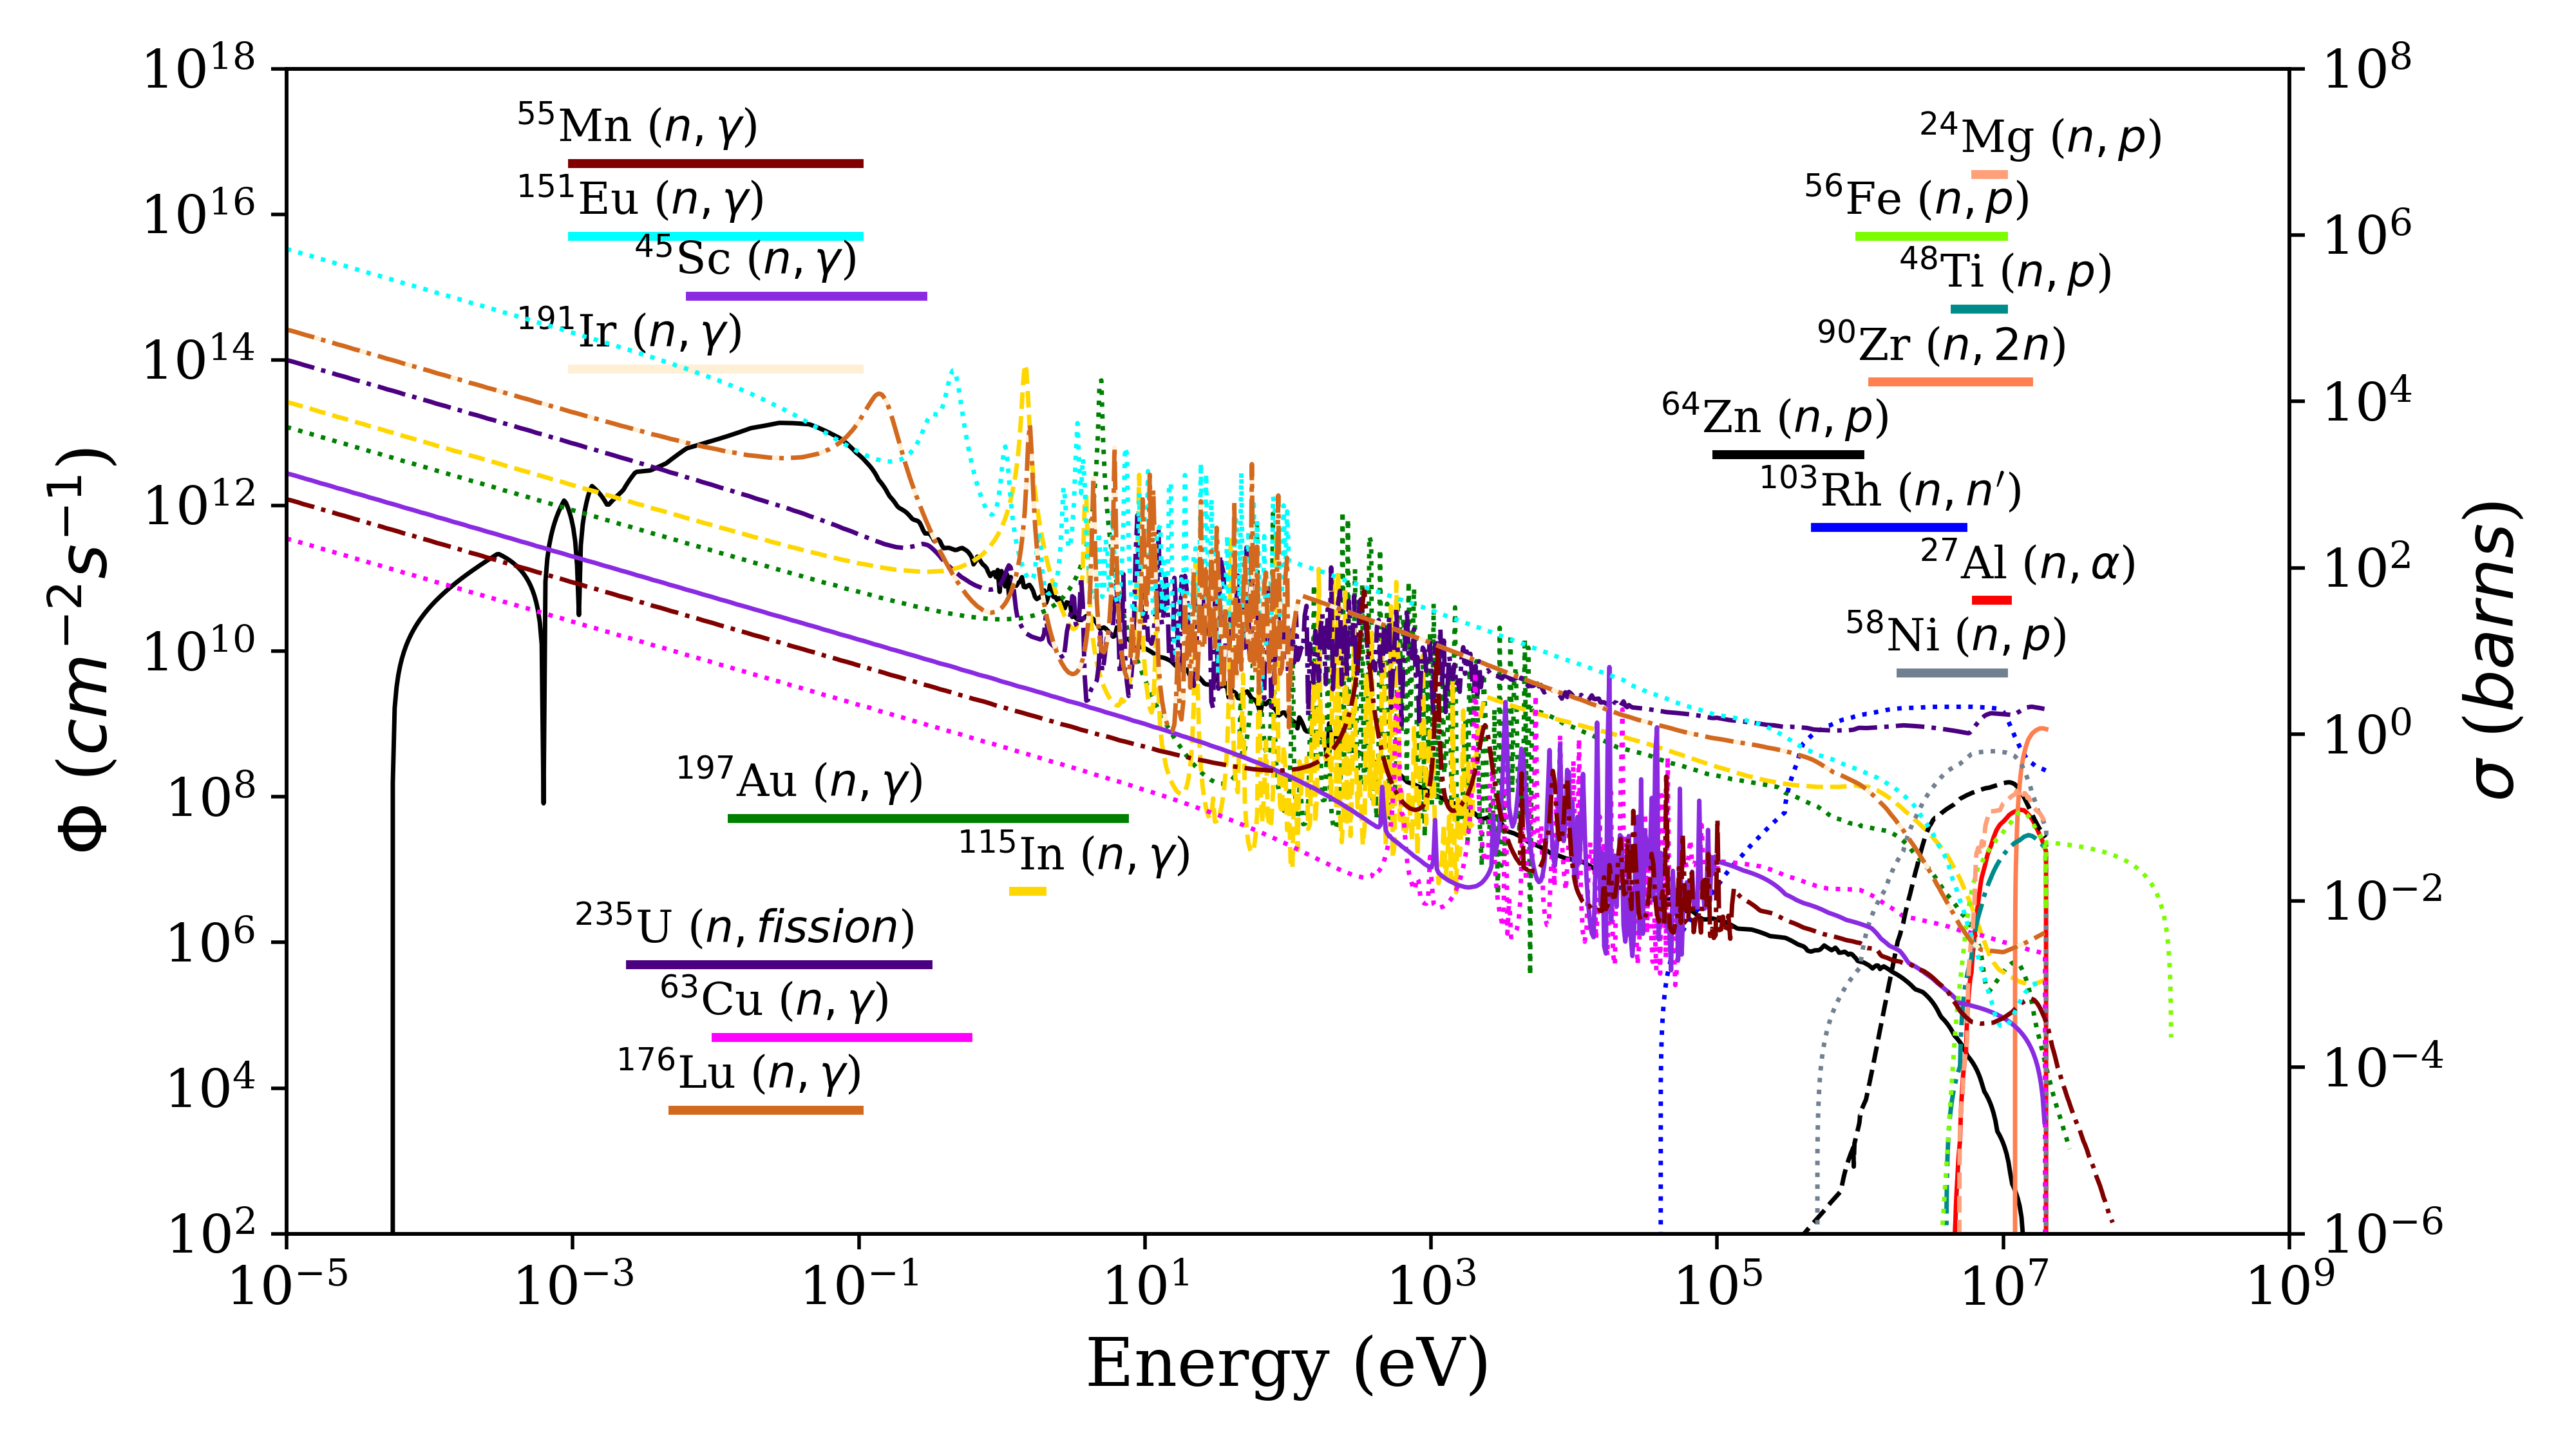 10^18
10^16
10^14
10^12
10^10
10^8
10^6
10^4
10^2
Φ (cm^−2s^−1)
55Mn (n, γ)
151Eu (n, γ)
45Sc (n, γ)
191Ir (n, γ)
197Au (n, γ)
115In (n, γ)
235U (n, fission)
63Cu (n, γ)
176Lu (n, γ)
24Mg (n, p)
56Fe (n, p)
48Ti (n, p)
90Zr (n, 2n)
64Zn (n, p)
103Rh (n, n′)
27Al (n, α)
58Ni (n, p)
10^8
10^6
10^4
10^2
10^0
10^−2
10^−4
10^−6
σ (barns)
10^−5 10^−3 10^−1 10^1 10^3 10^5 10^7 10^9
Energy (eV)